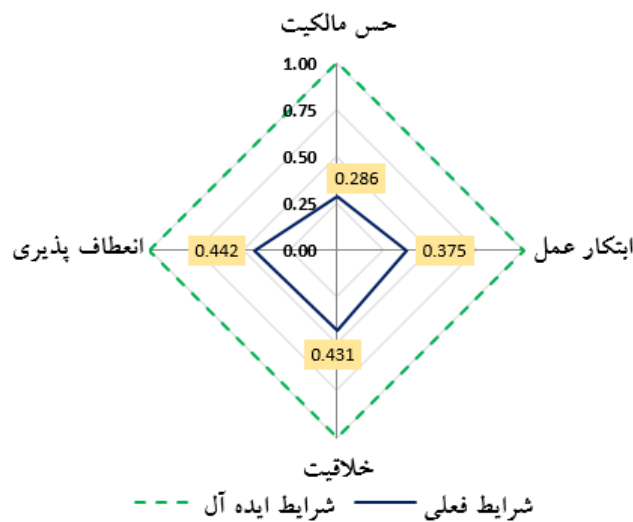 حس مالکیت
1.00
0.75
0.50
0.286
0.25
انعطاف پذیری
0.442
0.00
0.375
ابتکار عمل
0.431
خلاقیت
شرایط فعلی
شرایط ایده آل